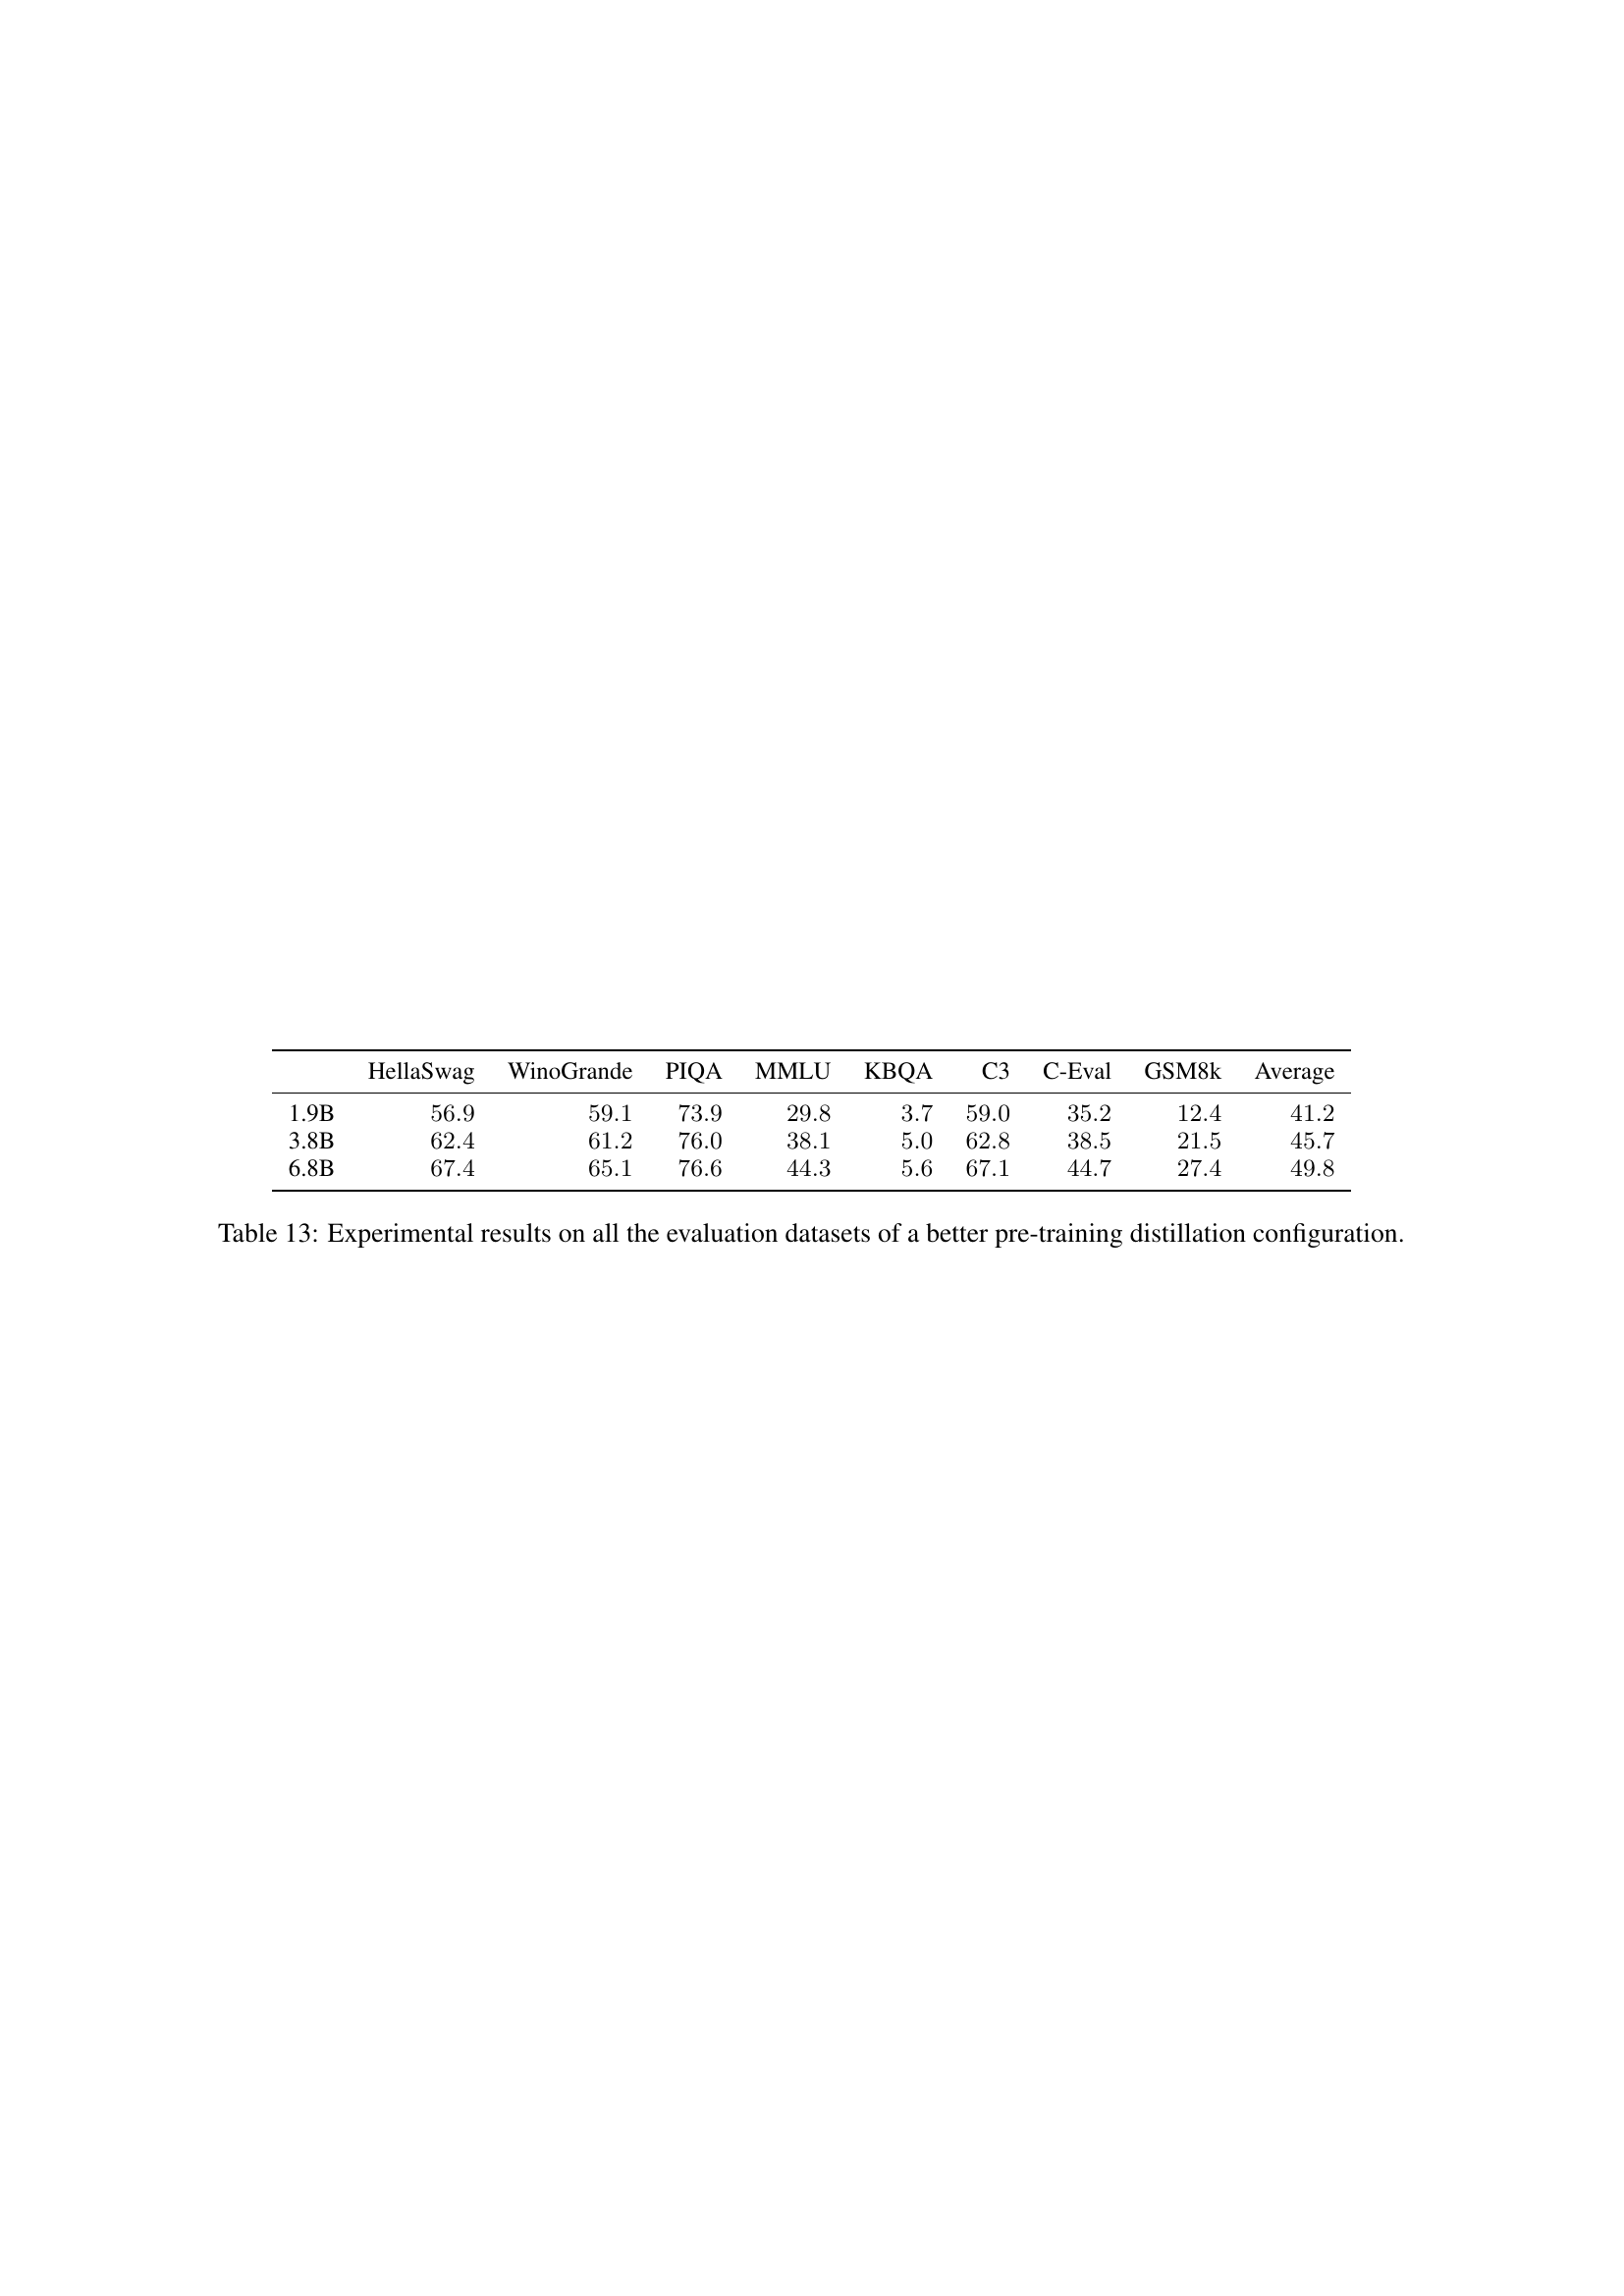 HellaSwag WinoGrande PIQA MMLU KBQA C3 C-Eval GSM8k Average
1.9B 56.9 59.1 73.9 29.8 3.7 59.0 35.2 12.4 41.2
3.8B 62.4 61.2 76.0 38.1 5.0 62.8 38.5 21.5 45.7
6.8B 67.4 65.1 76.6 44.3 5.6 67.1 44.7 27.4 49.8
Table 13: Experimental results on all the evaluation datasets of a better pre-training distillation configuration.